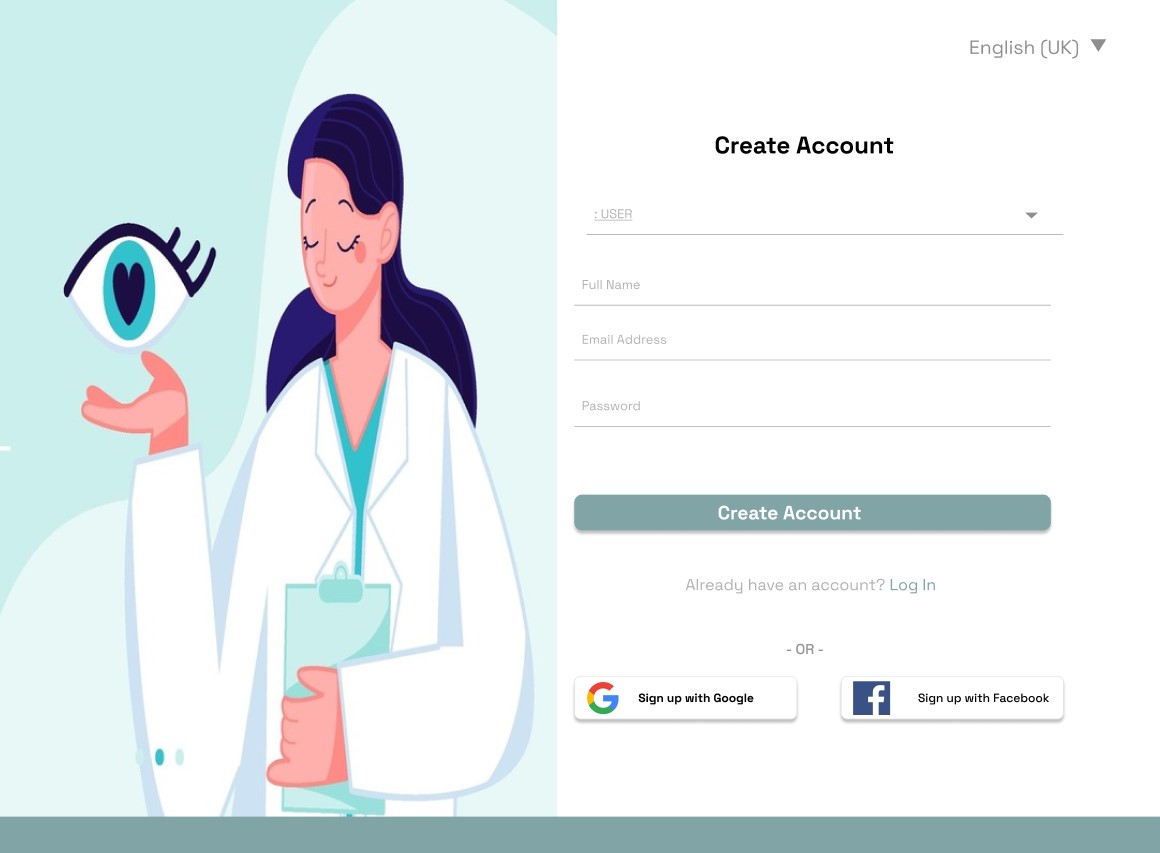 English (UK)
Create Account
: USER
Full Name
Email Address
Password
Create Account
Already have an account? Log In
- OR -
Sign up with Google
Sign up with Facebook